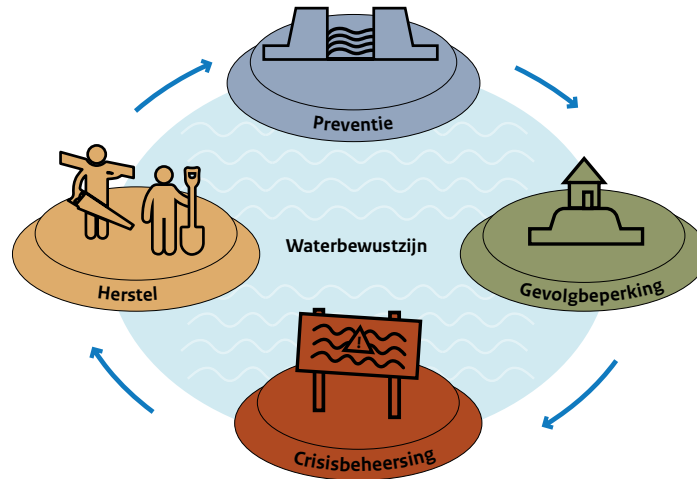 Preventie
Waterbewustzijn
Gevolgbeperking
Herstel
!
Crisisbeheersing